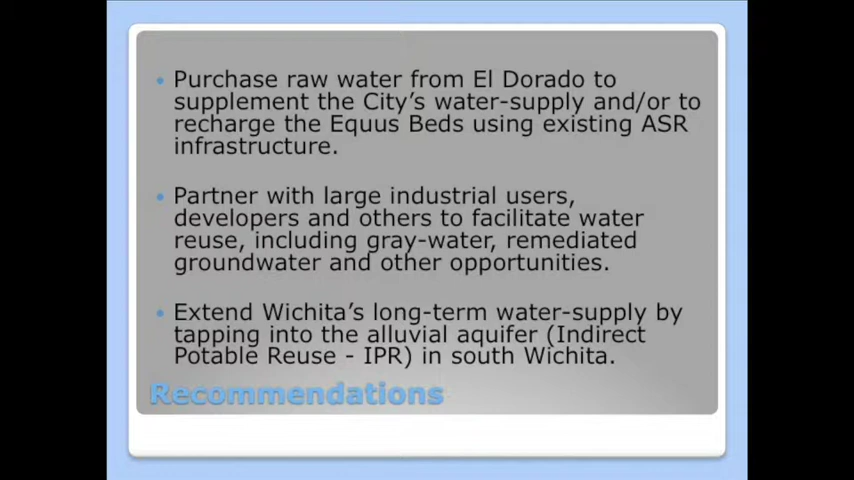 • Purchase raw water from El Dorado to
supplement the City's water-supply and/or to
recharge the Equus Beds using existing ASR
infrastructure.
• Partner with large industrial users,
developers and others to facilitate water
reuse, including gray-water, remediated
groundwater and other opportunities.
• Extend Wichita's long-term water-supply by
tapping into the alluvial aquifer (Indirect
Potable Reuse - IPR) in south Wichita.
Recommendations